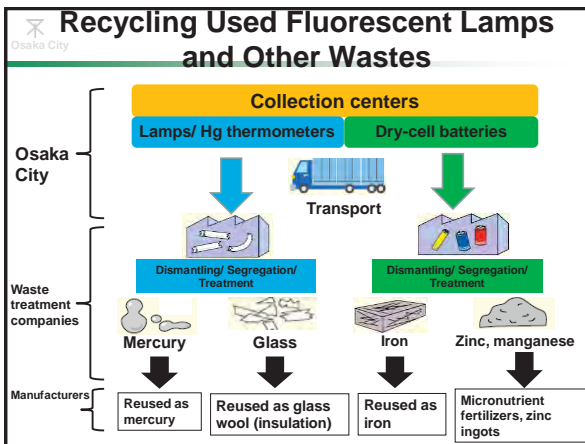 Recycling Used Fluorescent Lamps
and Other Wastes
Osaka City
Collection centers
Lamps/ Hg thermometers
Dry-cell batteries
Osaka
City
Transport
Dismantling/ Segregation/
Treatment
Dismantling/ Segregation/
Treatment
Waste
treatment
companies
Mercury
Glass
Iron
Zinc, manganese
Manufacturers
Reused as
mercury
Reused as glass
wool (insulation)
Reused as
iron
Micronutrient
fertilizers, zinc
ingots